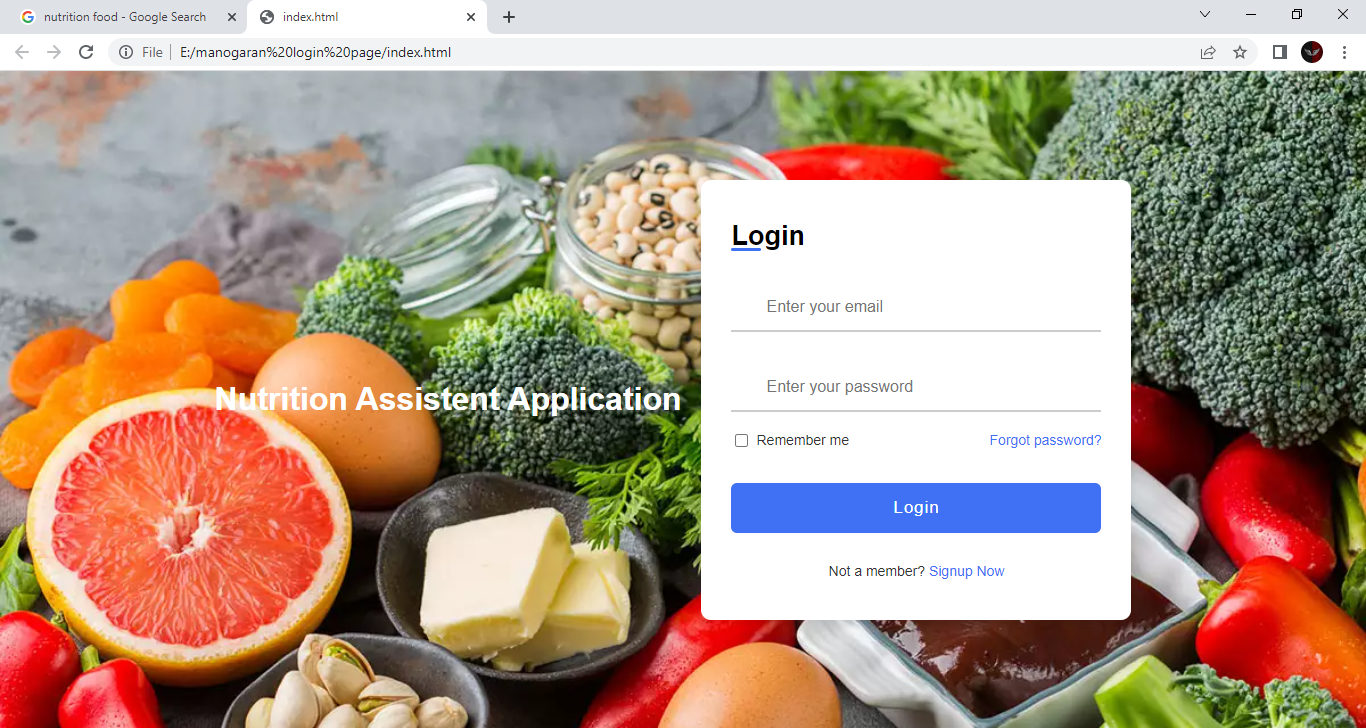 nutrition food - Google Search
index.html
File
E:/manogaran%20login%20page/index.html
Nutrition Assistent Application
Login
Enter your email
Enter your password
Remember me
Forgot password?
Login
Not a member? Signup Now